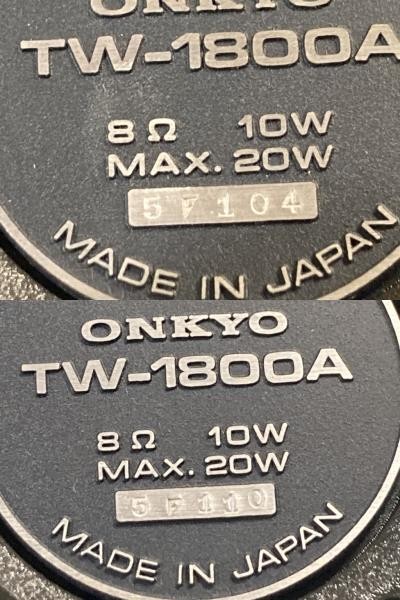 ONKYO
TW-1800A
8Ω 10W
MAX. 20W
5F104
MADE IN JAPAN
ONKYO
TW-1800A
8Ω 10W
MAX. 20W
5F110
MADE IN JAPAN